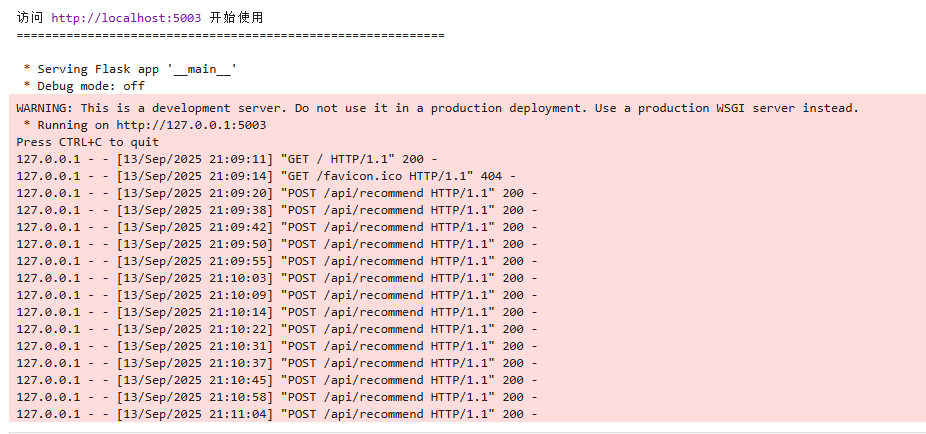 访问 http://localhost:5003 开始使用
============================================================
* Serving Flask app '__main__'
* Debug mode: off
WARNING: This is a development server. Do not use it in a production deployment. Use a production WSGI server instead.
* Running on http://127.0.0.1:5003
Press CTRL+C to quit
127.0.0.1 - - [13/Sep/2025 21:09:11] "GET / HTTP/1.1" 200 -
127.0.0.1 - - [13/Sep/2025 21:09:14] "GET /favicon.ico HTTP/1.1" 404 -
127.0.0.1 - - [13/Sep/2025 21:09:20] "POST /api/recommend HTTP/1.1" 200 -
127.0.0.1 - - [13/Sep/2025 21:09:38] "POST /api/recommend HTTP/1.1" 200 -
127.0.0.1 - - [13/Sep/2025 21:09:42] "POST /api/recommend HTTP/1.1" 200 -
127.0.0.1 - - [13/Sep/2025 21:09:50] "POST /api/recommend HTTP/1.1" 200 -
127.0.0.1 - - [13/Sep/2025 21:09:55] "POST /api/recommend HTTP/1.1" 200 -
127.0.0.1 - - [13/Sep/2025 21:10:03] "POST /api/recommend HTTP/1.1" 200 -
127.0.0.1 - - [13/Sep/2025 21:10:09] "POST /api/recommend HTTP/1.1" 200 -
127.0.0.1 - - [13/Sep/2025 21:10:14] "POST /api/recommend HTTP/1.1" 200 -
127.0.0.1 - - [13/Sep/2025 21:10:22] "POST /api/recommend HTTP/1.1" 200 -
127.0.0.1 - - [13/Sep/2025 21:10:31] "POST /api/recommend HTTP/1.1" 200 -
127.0.0.1 - - [13/Sep/2025 21:10:37] "POST /api/recommend HTTP/1.1" 200 -
127.0.0.1 - - [13/Sep/2025 21:10:45] "POST /api/recommend HTTP/1.1" 200 -
127.0.0.1 - - [13/Sep/2025 21:10:58] "POST /api/recommend HTTP/1.1" 200 -
127.0.0.1 - - [13/Sep/2025 21:11:04] "POST /api/recommend HTTP/1.1" 200 -